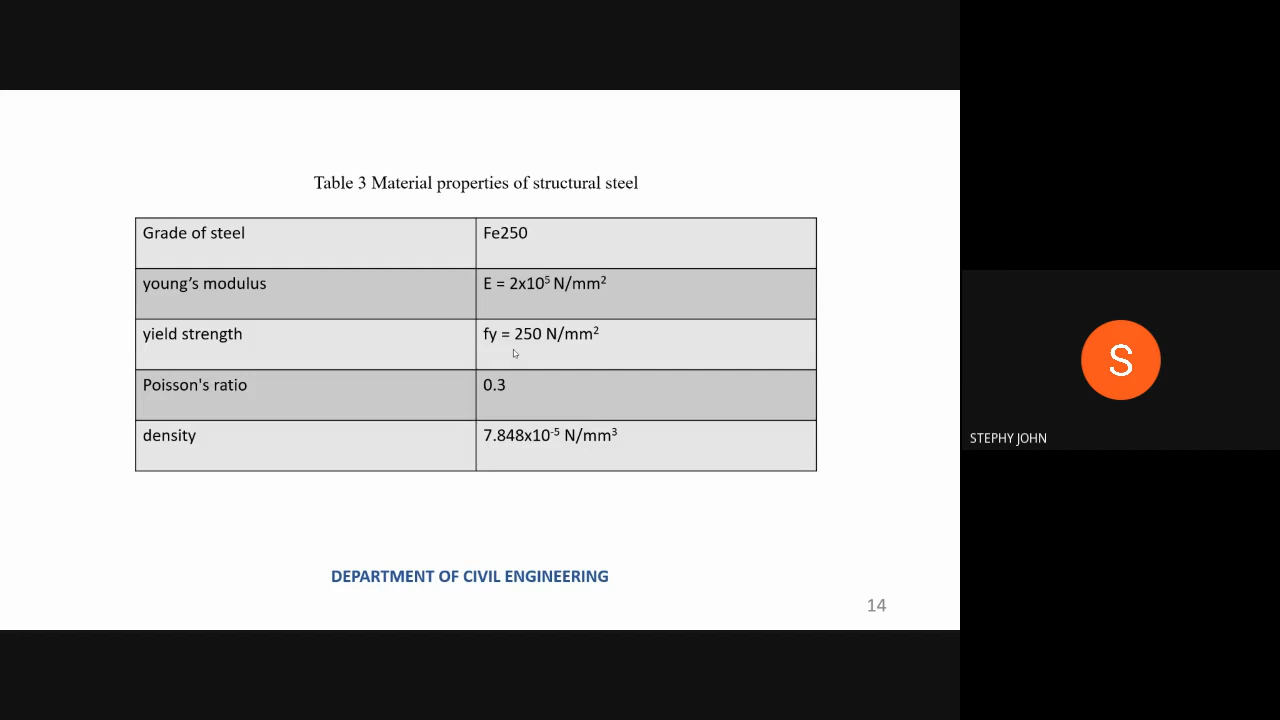 Table 3 Material properties of structural steel
Grade of steel Fe250
young’s modulus E = 2x10⁵ N/mm²
yield strength fy = 250 N/mm²
Poisson's ratio 0.3
density 7.848x10⁻⁵ N/mm³
DEPARTMENT OF CIVIL ENGINEERING
14
S
STEPHY JOHN